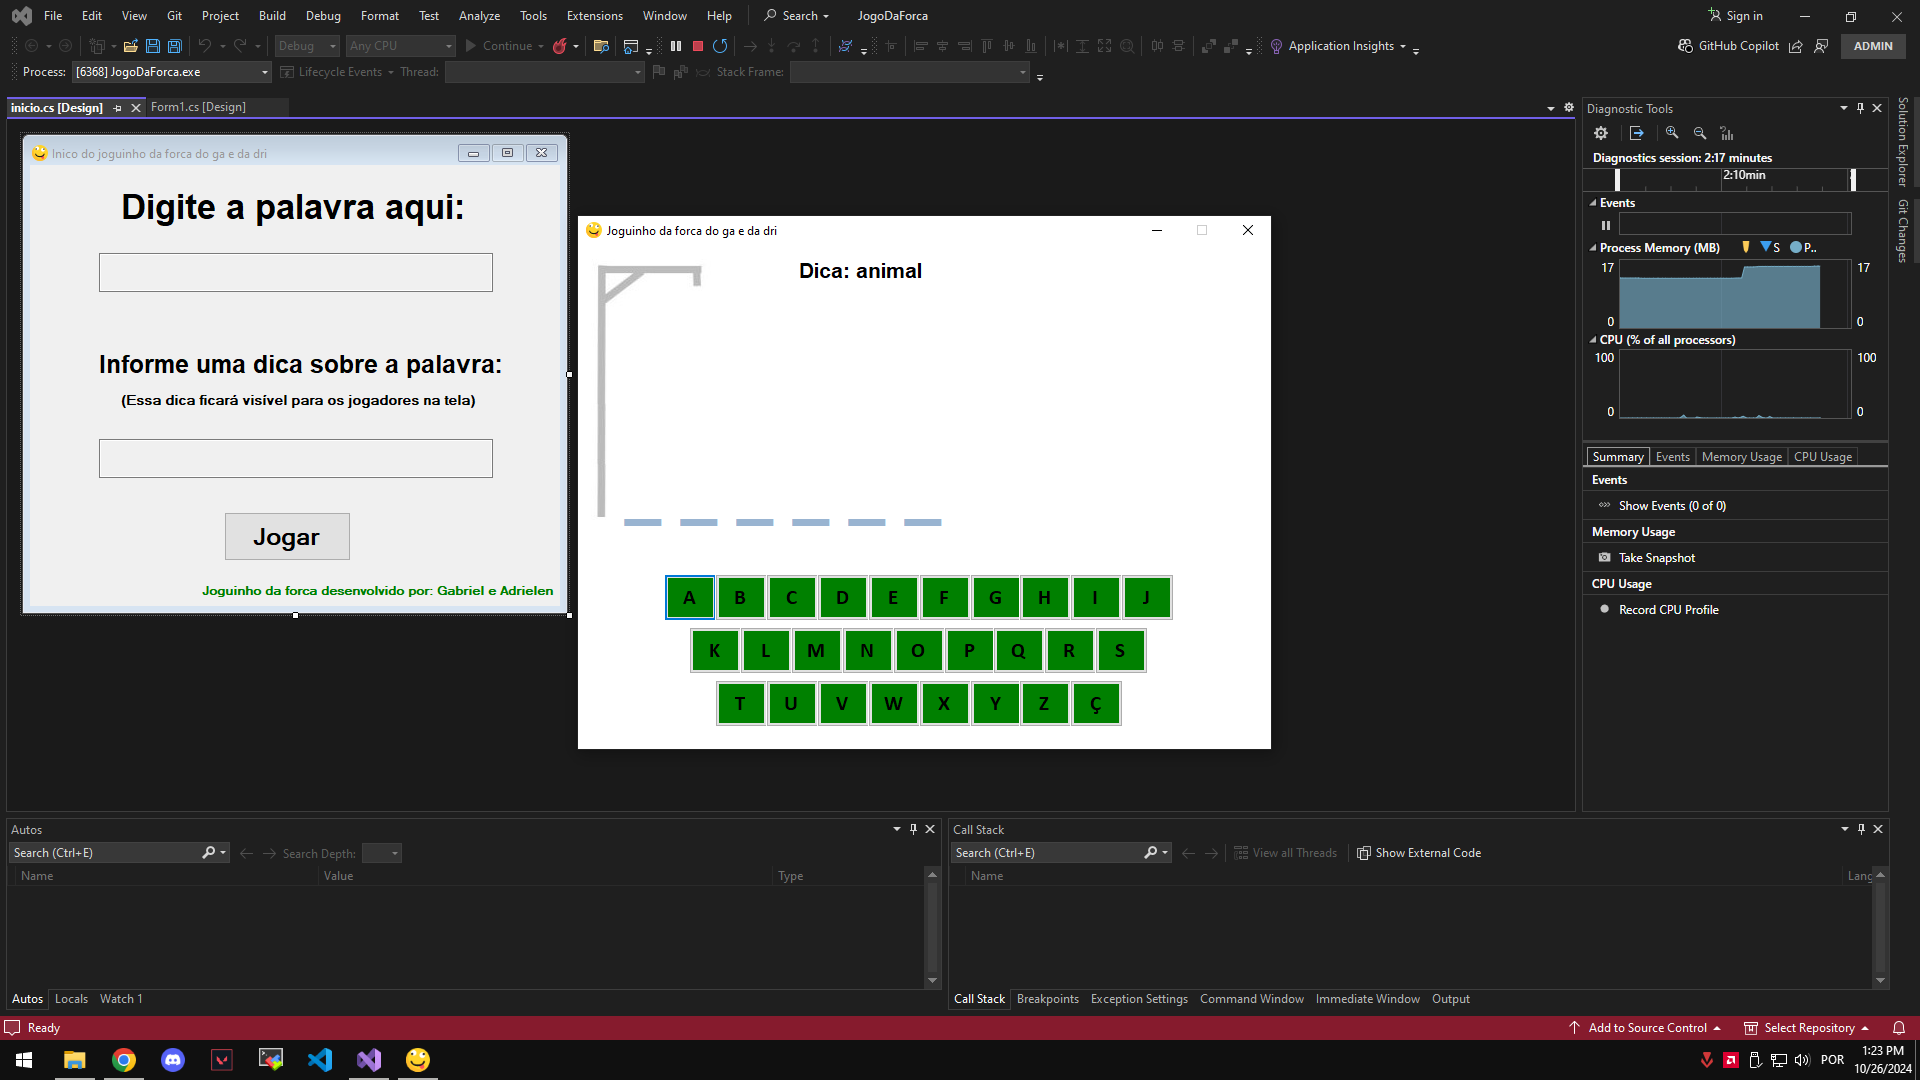 File Edit View Git Project Build Debug Format Test Analyze Tools Extensions Window Help Search JogoDaForca Sign in
Debug Any CPU Continue Application Insights GitHub Copilot ADMIN
Process: [6368] JogoDaForca.exe Lifecycle Events Thread: Stack Frame:
inicio.cs [Design] Form1.cs [Design]
Inico do joguinho da forca do ga e da dri
Digite a palavra aqui:
Informe uma dica sobre a palavra:
(Essa dica ficará visível para os jogadores na tela)
Jogar
Joguinho da forca desenvolvido por: Gabriel e Adrielen
Joguinho da forca do ga e da dri
Dica: animal
A B C D E F G H I J
K L M N O P Q R S
T U V W X Y Z Ç
Diagnostic Tools
Diagnostics session: 2:17 minutes
2:10min
Events
Process Memory (MB) S P..
17 17
0 0
CPU (% of all processors)
100 100
0 0
Summary Events Memory Usage CPU Usage
Events
Show Events (0 of 0)
Memory Usage
Take Snapshot
CPU Usage
Record CPU Profile
Solution Explorer
Git Changes
Autos
Search (Ctrl+E) Search Depth:
Name Value Type
Autos Locals Watch 1
Call Stack
Search (Ctrl+E) View all Threads Show External Code
Name Lang
Call Stack Breakpoints Exception Settings Command Window Immediate Window Output
Ready Add to Source Control Select Repository
POR
1:23 PM
10/26/2024